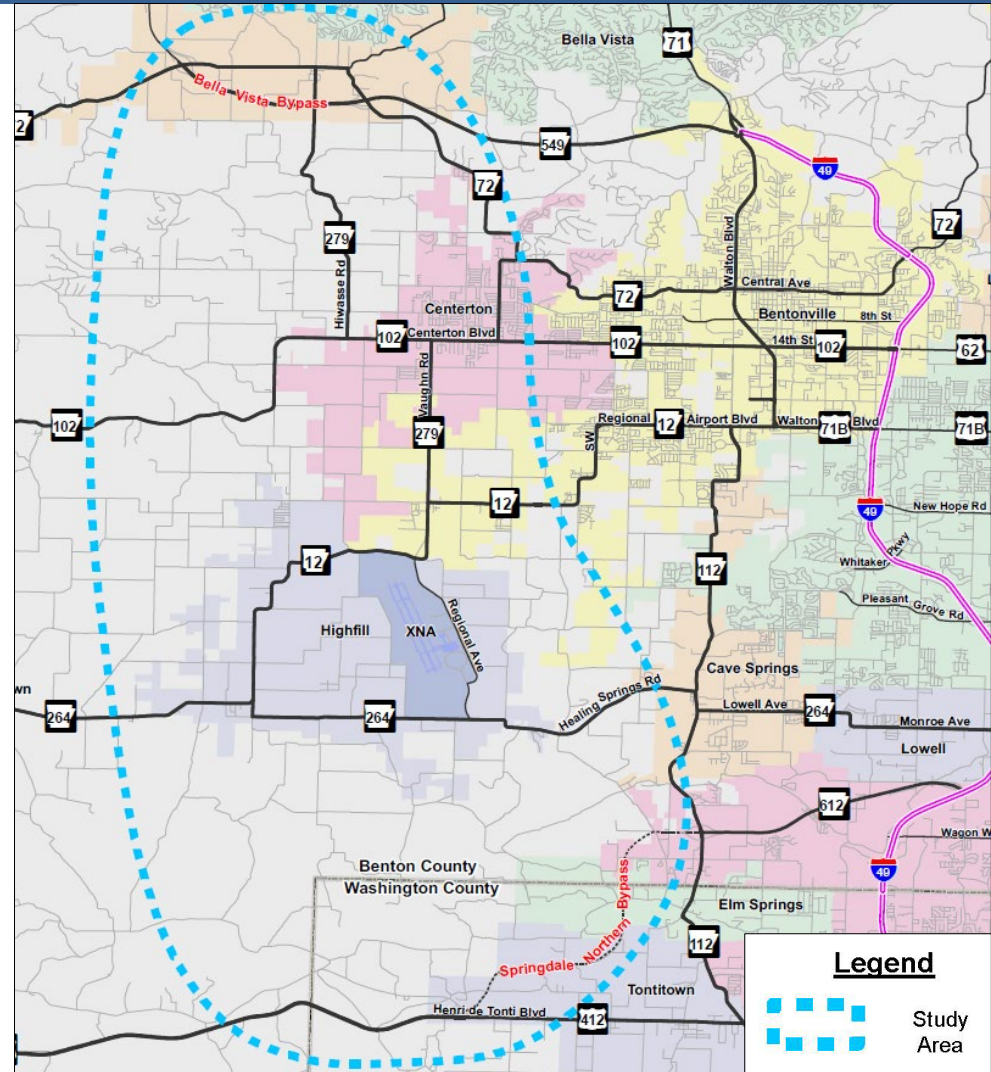 Bella Vista
71
Bella Vista Bypass
2
549
49
72
72
279
Walton Blvd
Hiwasse Rd
Central Ave
72
Centerton
Bentonville
8th St
102
Centerton Blvd
102
14th St
102
62
Vaughn Rd
102
279
SW
Regional
12
Airport Blvd
Walton
71B
Blvd
71B
12
49
New Hope Rd
Whitaker Pkwy
12
112
Pleasant Grove Rd
Highfill
XNA
Regional Ave
Cave Springs
wn
264
264
Healing Springs Rd
Lowell Ave
264
Monroe Ave
Lowell
612
Wagon W
Benton County
Washington County
49
Elm Springs
Springdale Northern Bypass
112
Tontitown
Henri de Tonti Blvd
412
Legend
Study
Area